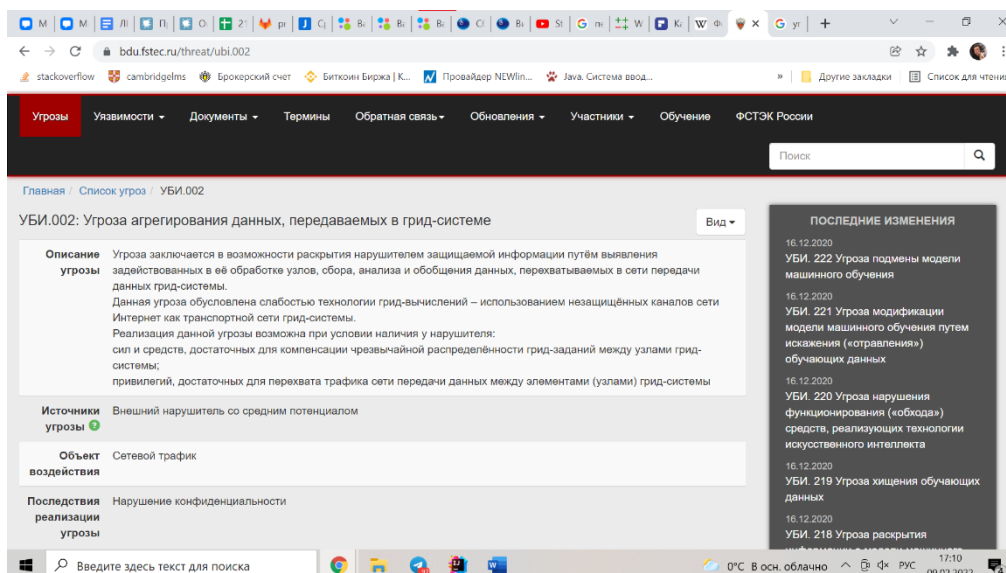 bdu.fstec.ru/threat/ubi.002
stackoverflow
cambridgelms
Брокерский счет
Биткоин Биржа | К...
Провайдер NEWlin...
Java. Система ввод...
»
Другие закладки
Список для чтения
Угрозы
Уязвимости
Документы
Термины
Обратная связь
Обновления
Участники
Обучение
ФСТЭК России
Поиск
Главная / Список угроз / УБИ.002
УБИ.002: Угроза агрегирования данных, передаваемых в грид-системе
Вид
Описание угрозы
Угроза заключается в возможности раскрытия нарушителем защищаемой информации путём выявления
задействованных в её обработке узлов, сбора, анализа и обобщения данных, перехватываемых в сети передачи
данных грид-системы.
Данная угроза обусловлена слабостью технологии грид-вычислений – использованием незащищённых каналов сети
Интернет как транспортной сети грид-системы.
Реализация данной угрозы возможна при условии наличия у нарушителя:
сил и средств, достаточных для компенсации чрезвычайной распределённости грид-заданий между узлами грид-
системы;
привилегий, достаточных для перехвата трафика сети передачи данных между элементами (узлами) грид-системы
Источники угрозы
Внешний нарушитель со средним потенциалом
Объект воздействия
Сетевой трафик
Последствия реализации угрозы
Нарушение конфиденциальности
ПОСЛЕДНИЕ ИЗМЕНЕНИЯ
16.12.2020
УБИ. 222 Угроза подмены модели
машинного обучения
16.12.2020
УБИ. 221 Угроза модификации
модели машинного обучения путем
искажения («отравления»)
обучающих данных
16.12.2020
УБИ. 220 Угроза нарушения
функционирования («обхода»)
средств, реализующих технологии
искусственного интеллекта
16.12.2020
УБИ. 219 Угроза хищения обучающих
данных
16.12.2020
УБИ. 218 Угроза раскрытия
Введите здесь текст для поиска
0°C В осн. облачно
РУС
17:10
09.02.2022